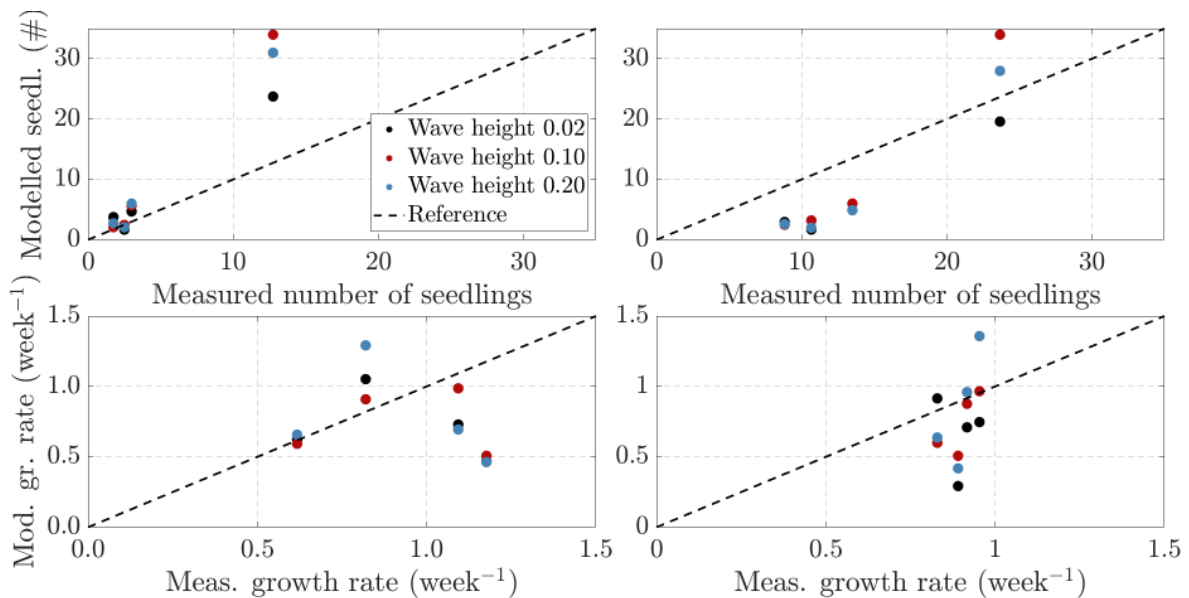 Modelled seedl. (#)
30
20
10
0
0 10 20 30
Measured number of seedlings
Wave height 0.02
Wave height 0.10
Wave height 0.20
Reference
30
20
10
0
0 10 20 30
Measured number of seedlings
Mod. gr. rate (week⁻¹)
1.5
1.0
0.5
0.0
0.0 0.5 1.0 1.5
Meas. growth rate (week⁻¹)
1.5
1
0.5
0
0 0.5 1 1.5
Meas. growth rate (week⁻¹)